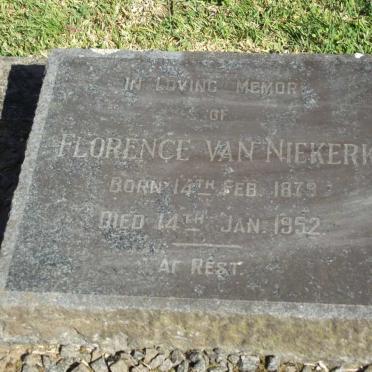 IN LOVING MEMOR
OF
FLORENCE VAN NIEKERK
BORN 14TH FEB. 1879
DIED 14TH JAN. 1952
AT REST.